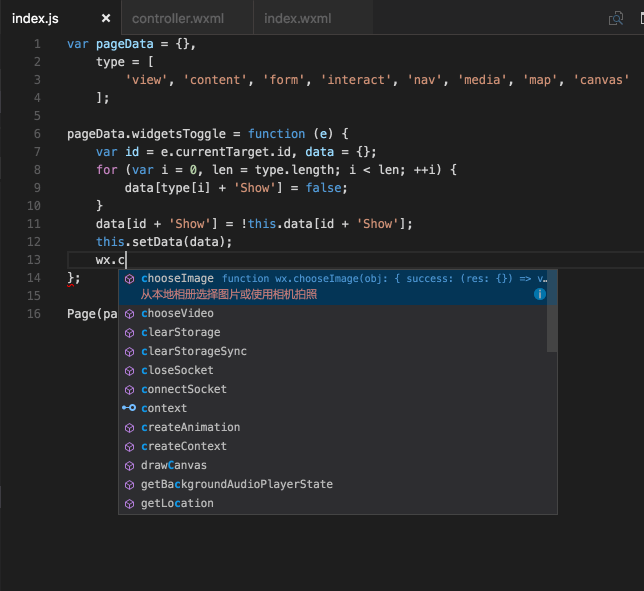 index.js × controller.wxml index.wxml
1 var pageData = {},
2 type = [
3 'view', 'content', 'form', 'interact', 'nav', 'media', 'map', 'canvas'
4 ];
5
6 pageData.widgetsToggle = function (e) {
7 var id = e.currentTarget.id, data = {};
8 for (var i = 0, len = type.length; i < len; ++i) {
9 data[type[i] + 'Show'] = false;
10 }
11 data[id + 'Show'] = !this.data[id + 'Show'];
12 this.setData(data);
13 wx.c
14 };
15
16 Page(pa
chooseImage function wx.chooseImage(obj: { success: (res: {}) => v…
从本地相册选择图片或使用相机拍照
chooseVideo
clearStorage
clearStorageSync
closeSocket
connectSocket
context
createAnimation
createContext
drawCanvas
getBackgroundAudioPlayerState
getLocation